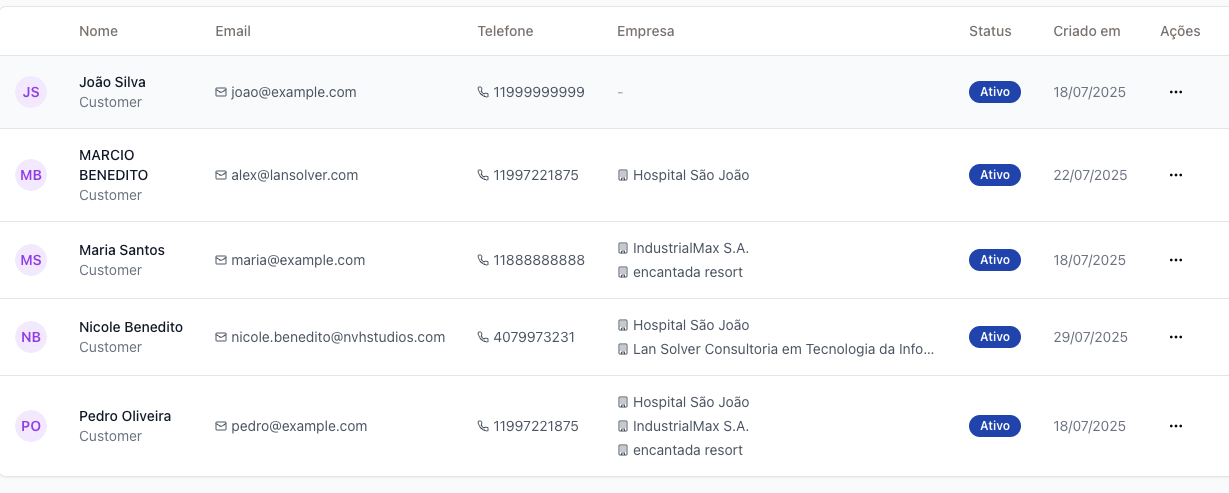 Nome Email Telefone Empresa Status Criado em Ações
JS João Silva joao@example.com 11999999999 - Ativo 18/07/2025 ...
Customer
MARCIO
MB BENEDITO alex@lansolver.com 11997221875 Hospital São João Ativo 22/07/2025 ...
Customer
MS Maria Santos maria@example.com 11888888888 IndustrialMax S.A. Ativo 18/07/2025 ...
Customer encantada resort
NB Nicole Benedito nicole.benedito@nvhstudios.com 4079973231 Hospital São João Ativo 29/07/2025 ...
Customer Lan Solver Consultoria em Tecnologia da Info...
Hospital São João
PO Pedro Oliveira pedro@example.com 11997221875 IndustrialMax S.A. Ativo 18/07/2025 ...
Customer encantada resort